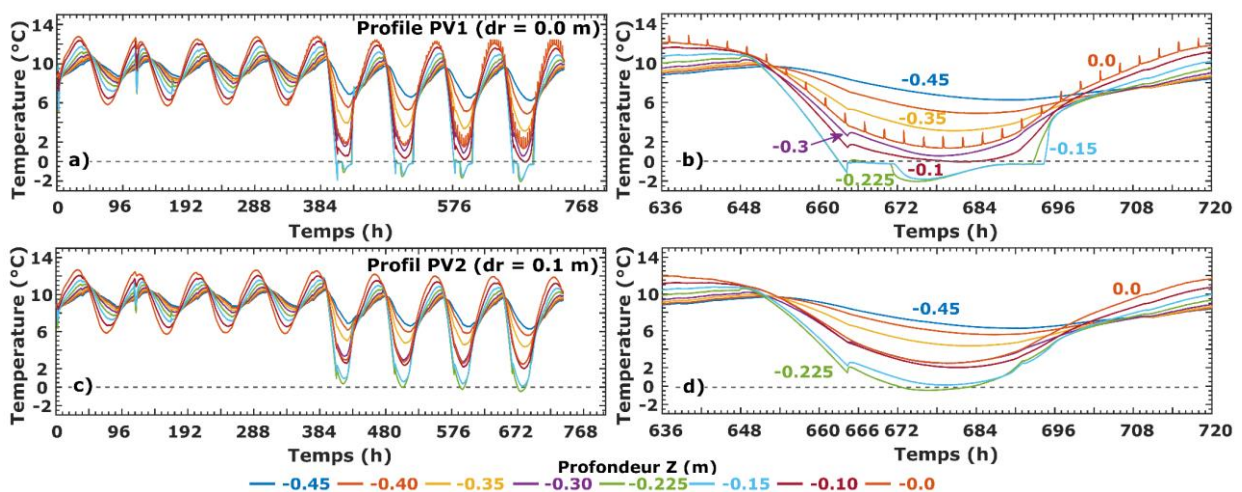 Temperature (°C)
14
10
6
2
0
-2
Profile PV1 (dr = 0.0 m)
a)
0 96 192 288 384 480 576 672 768
Temps (h)
Temperature (°C)
14
10
6
2
0
-2
0.0
-0.45
-0.35
-0.3
-0.1
-0.15
-0.225
b)
636 648 660 672 684 696 708 720
Temps (h)
Temperature (°C)
14
10
6
2
0
-2
Profil PV2 (dr = 0.1 m)
c)
0 96 192 288 384 480 576 672 768
Temps (h)
Temperature (°C)
14
10
6
2
0
-2
0.0
-0.45
-0.225
d)
636 648 660 666 672 684 696 708 720
Temps (h)
Profondeur Z (m)
-0.45 -0.40 -0.35 -0.30 -0.225 -0.15 -0.10 -0.0